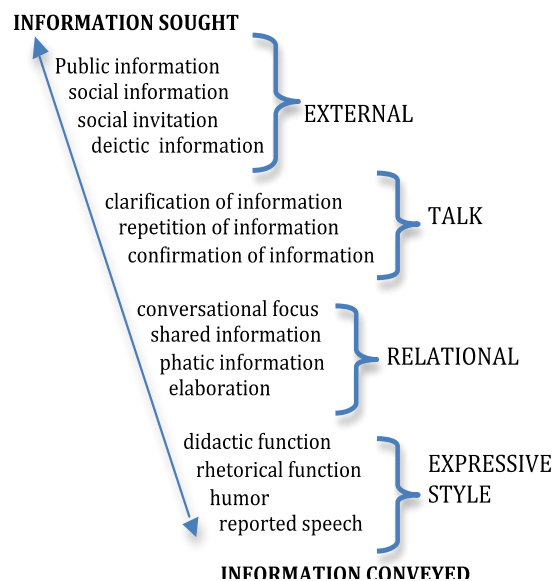 INFORMATION SOUGHT
Public information
social information
social invitation
deictic information
EXTERNAL
clarification of information
repetition of information
confirmation of information
TALK
conversational focus
shared information
phatic information
elaboration
RELATIONAL
didactic function
rhetorical function
humor
reported speech
EXPRESSIVE
STYLE
INFORMATION CONVEYED